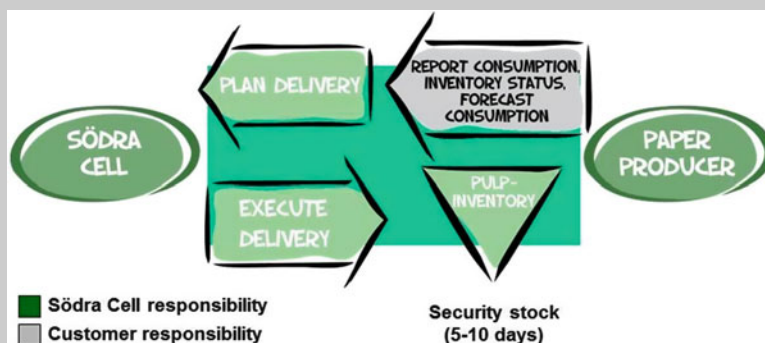 PLAN DELIVERY
REPORT CONSUMPTION,
INVENTORY STATUS,
FORECAST
CONSUMPTION
SÖDRA
CELL
PAPER
PRODUCER
EXECUTE
DELIVERY
PULP-
INVENTORY
Södra Cell responsibility
Customer responsibility
Security stock
(5-10 days)